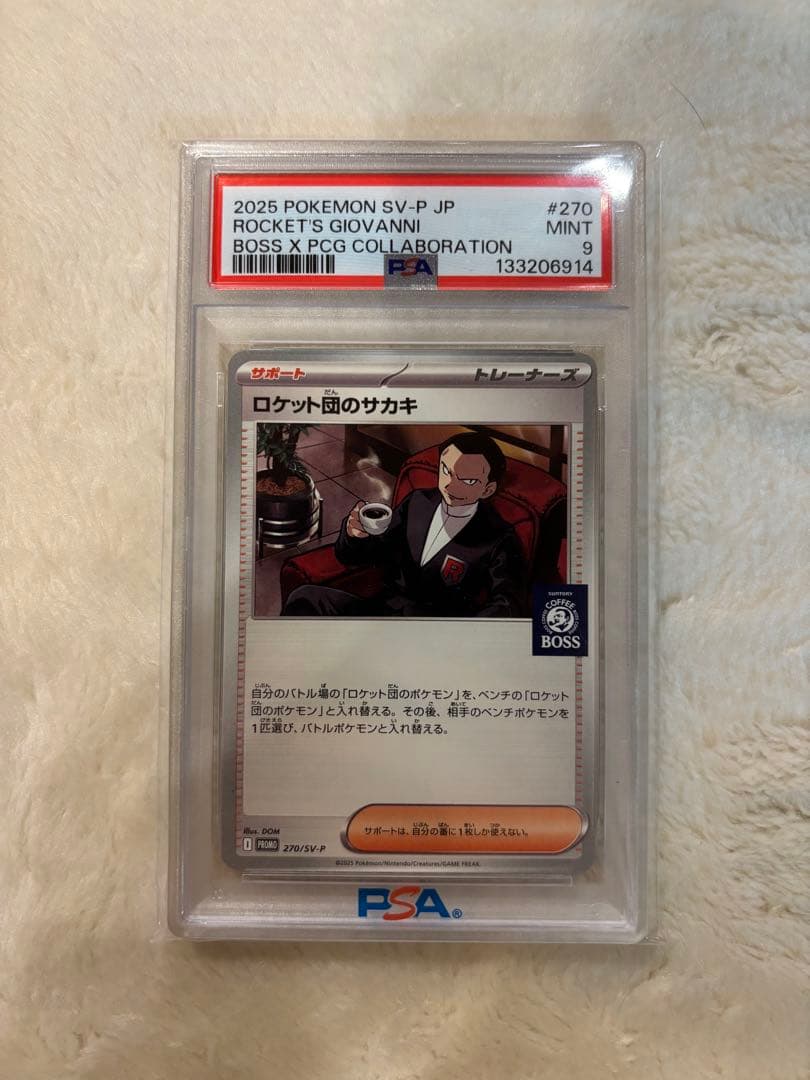 2025 POKEMON SV-P JP #270
ROCKET'S GIOVANNI MINT
BOSS X PCG COLLABORATION 9
PSA 133206914
サポート トレーナーズ
ロケット団のサカキ
だん
R
SUNTORY
COFFEE
BOSS
自分のバトル場の「ロケット団のポケモン」を、ベンチの「ロケット
団のポケモン」と入れ替える。その後、相手のベンチポケモンを
1匹選び、バトルポケモンと入れ替える。
サポートは、自分の番に1枚しか使えない。
illus. DOM
I PROMO 270/SV-P
©2025 Pokémon/Nintendo/Creatures/GAME FREAK.
PSA®